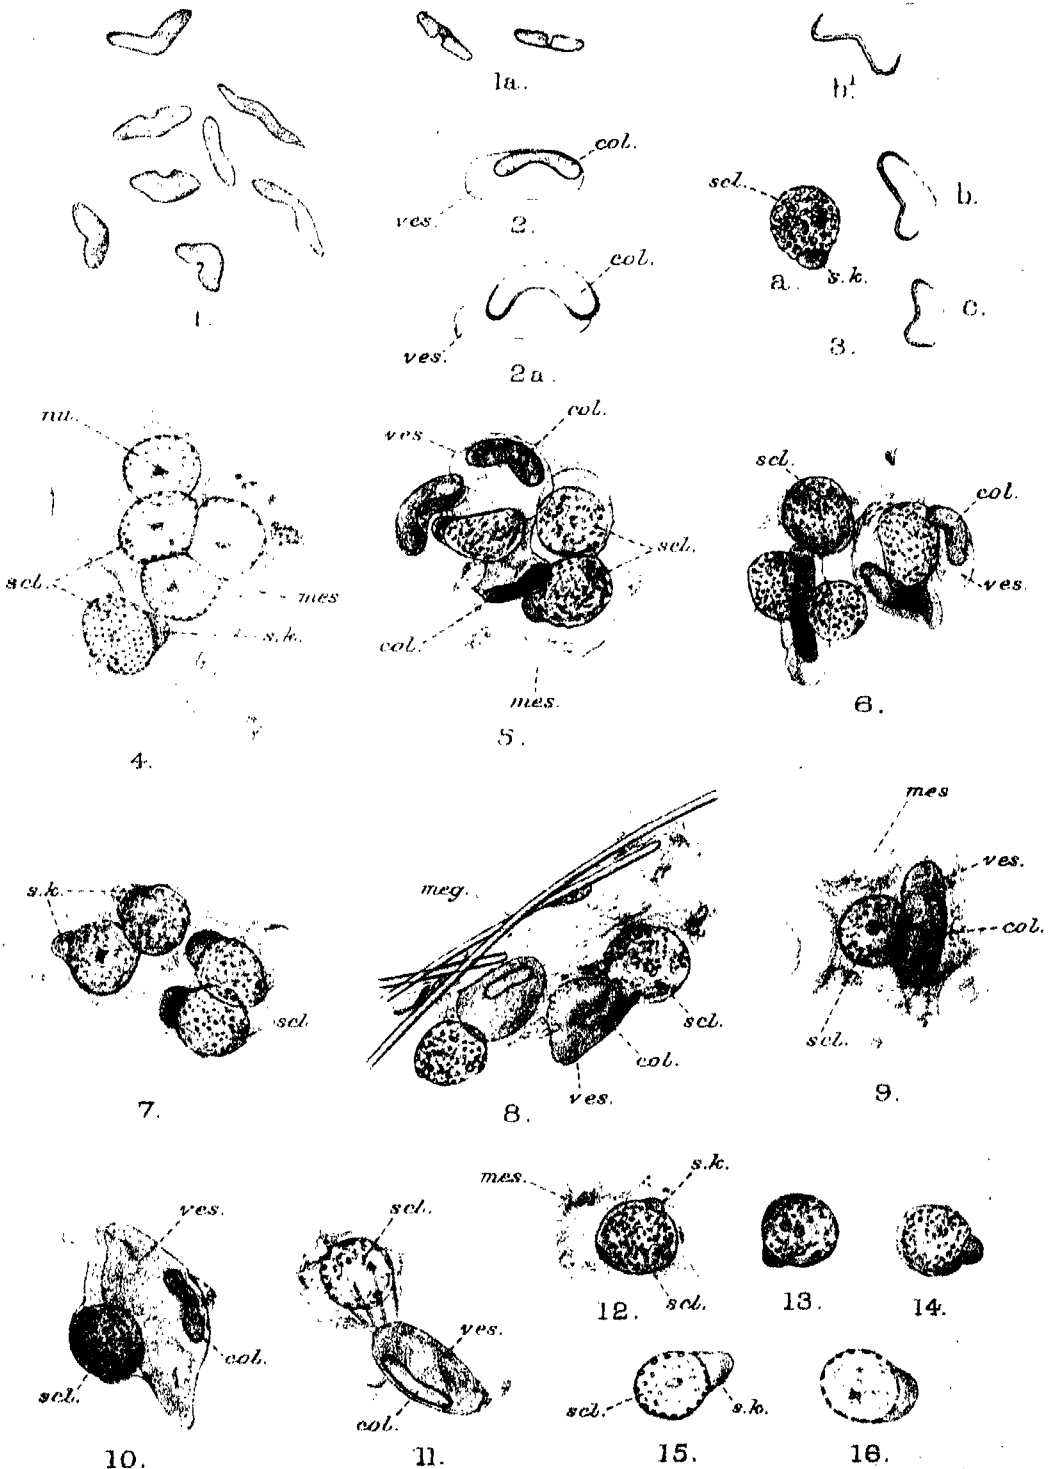 1a.
b¹.
col.
ves.
2.
scl.
b.
a.
s.k.
col.
ves.
2a.
c.
3.
1.
nu.
scl.
mes
s.k.
4.
ves
col.
scl.
col.
mes.
5.
scl.
col.
ves.
6.
s.k.
scl
7.
meg.
scl.
col.
ves.
8.
mes
ves.
col.
scl.
9.
ves.
col.
scl.
10.
scl.
ves.
col.
11.
mes.
s.k.
scl.
12.
13.
14.
scl.
s.k.
15.
16.